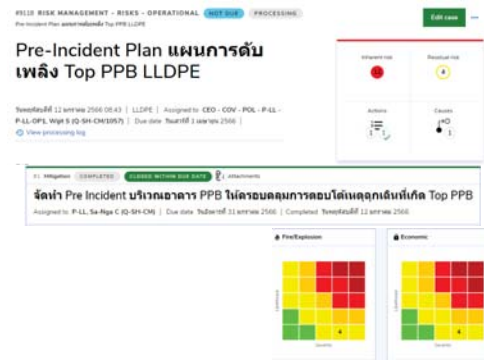 #9118 RISK MANAGEMENT - RISKS - OPERATIONAL NOT DUE PROCESSING
Edit case
Pre-Incident Plan แผนการดับเพลิง Top PPB LLDPE
Pre-Incident Plan แผนการดับ
เพลิง Top PPB LLDPE
Inherent risk
Residual risk
4
วันพฤหัสบดีที่ 12 มกราคม 2566 08:43 | LLDPE | Assigned to CEO - COV - POL - P-LL -
P-LL-OP1, Wgt S (Q-SH-CM/1057) | Due date วันเสาร์ที่ 1 เมษายน 2566 |
View processing log
Actions
Causes
1 1
1
#1 Mitigation COMPLETED CLOSED WITHIN DUE DATE 1 Attachments
จัดทำ Pre Incident บริเวณอาคาร PPB ให้ครอบคลุมการตอบโต้เหตุฉุกเฉินที่เกิด Top PPB
Assigned to P-LL, Sa-Nga C (Q-SH-CM) | Due date วันอังคารที่ 31 มกราคม 2566 | Completed วันพฤหัสบดีที่ 12 มกราคม 2566
Fire/Explosion
Economic
Likelihood
Likelihood
4
4
Severity
Severity